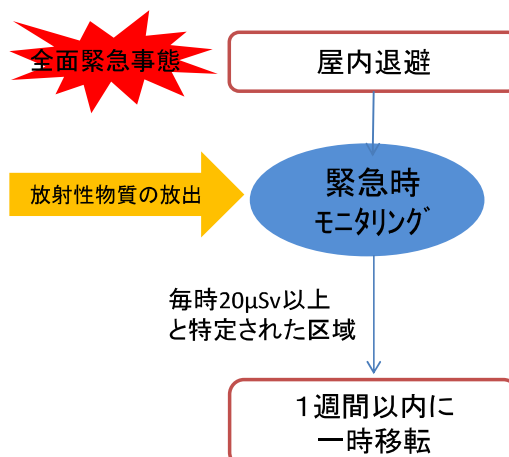 全面緊急事態
屋内退避
放射性物質の放出
緊急時
ﾓﾆﾀﾘﾝｸﾞ
毎時20μSv以上
と特定された区域
１週間以内に
一時移転